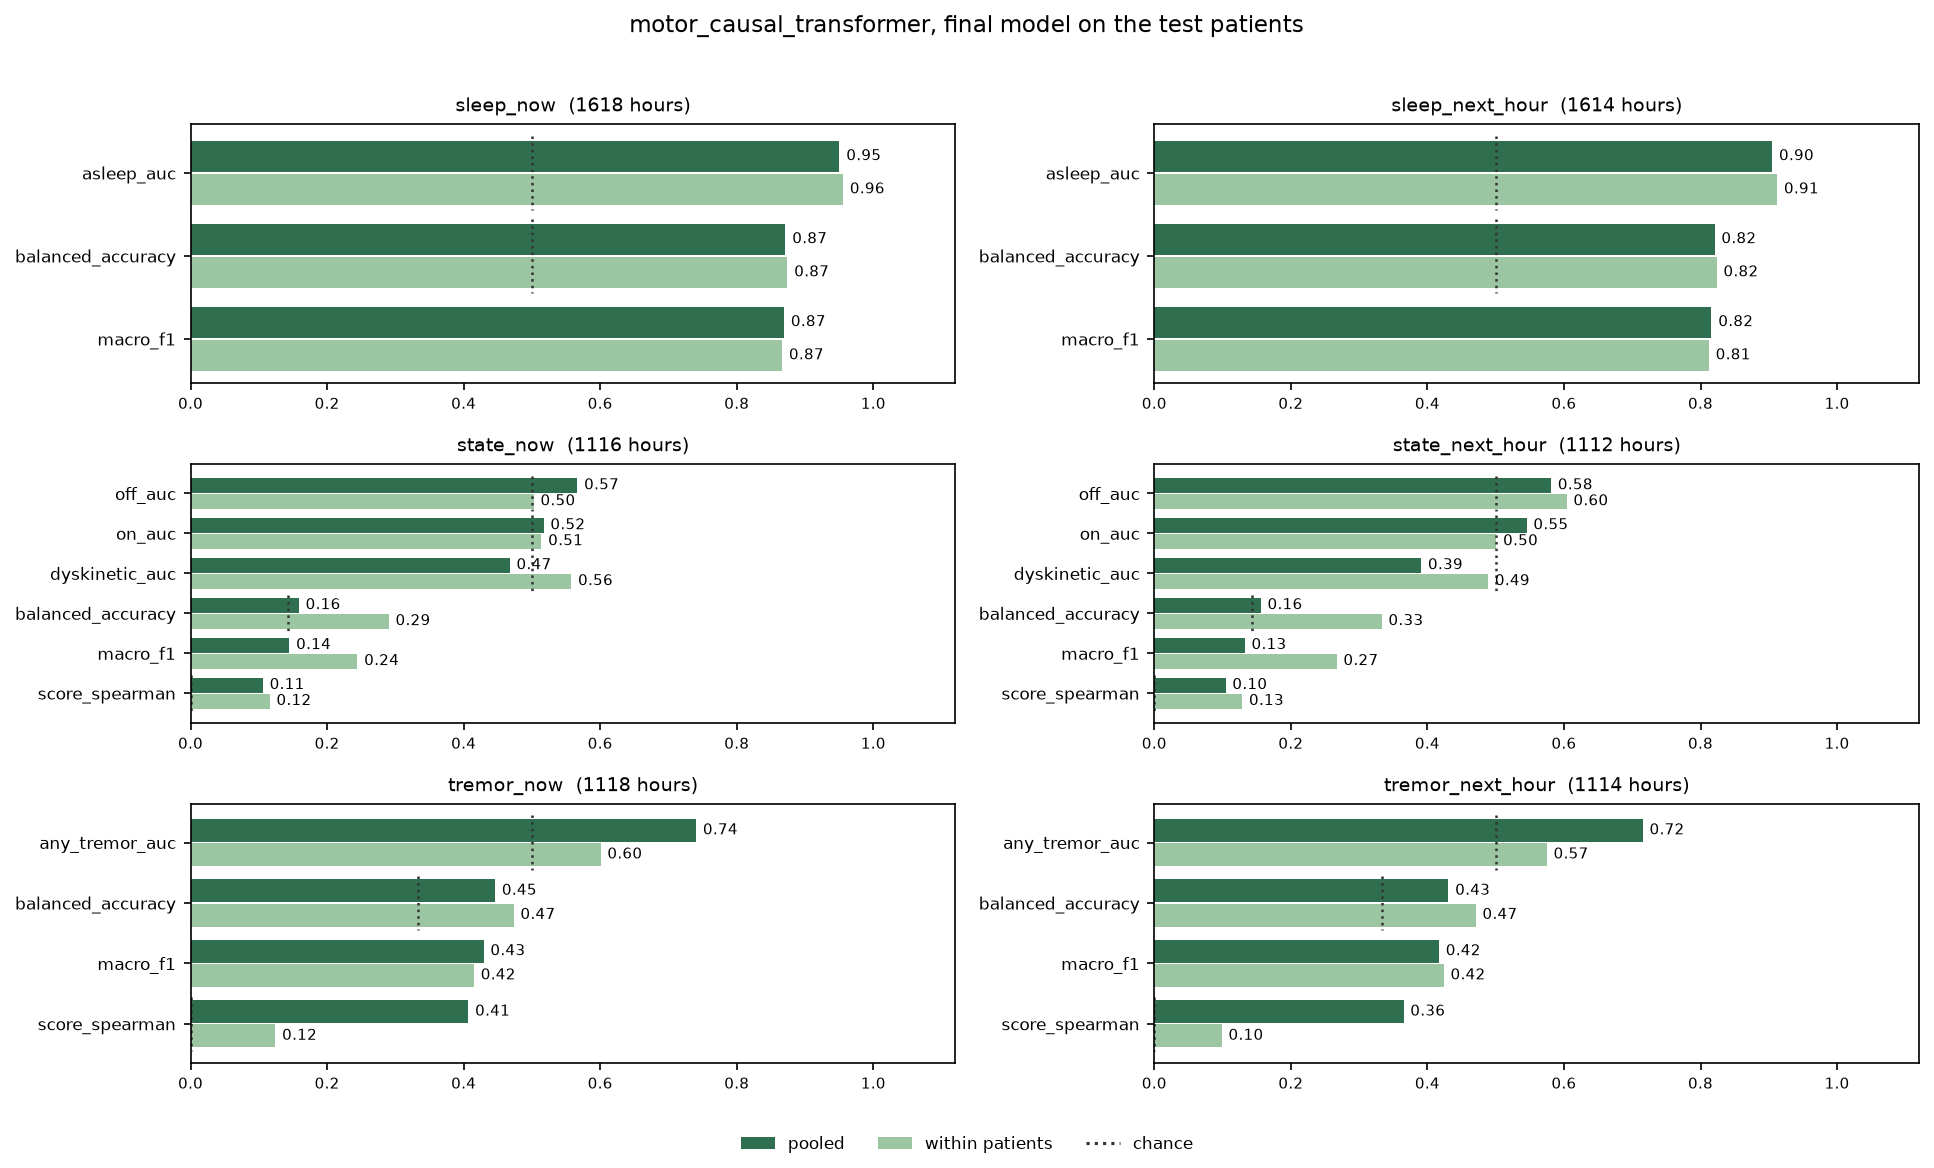 motor_causal_transformer, final model on the test patients
sleep_now  (1618 hours)
asleep_auc
0.95
0.96
balanced_accuracy
0.87
0.87
macro_f1
0.87
0.87
0.0 0.2 0.4 0.6 0.8 1.0
sleep_next_hour  (1614 hours)
asleep_auc
0.90
0.91
balanced_accuracy
0.82
0.82
macro_f1
0.82
0.81
0.0 0.2 0.4 0.6 0.8 1.0
state_now  (1116 hours)
off_auc
0.57
0.50
on_auc
0.52
0.51
dyskinetic_auc
0.47
0.56
balanced_accuracy
0.16
0.29
macro_f1
0.14
0.24
score_spearman
0.11
0.12
0.0 0.2 0.4 0.6 0.8 1.0
state_next_hour  (1112 hours)
off_auc
0.58
0.60
on_auc
0.55
0.50
dyskinetic_auc
0.39
0.49
balanced_accuracy
0.16
0.33
macro_f1
0.13
0.27
score_spearman
0.10
0.13
0.0 0.2 0.4 0.6 0.8 1.0
tremor_now  (1118 hours)
any_tremor_auc
0.74
0.60
balanced_accuracy
0.45
0.47
macro_f1
0.43
0.42
score_spearman
0.41
0.12
0.0 0.2 0.4 0.6 0.8 1.0
tremor_next_hour  (1114 hours)
any_tremor_auc
0.72
0.57
balanced_accuracy
0.43
0.47
macro_f1
0.42
0.42
score_spearman
0.36
0.10
0.0 0.2 0.4 0.6 0.8 1.0
pooled within patients chance